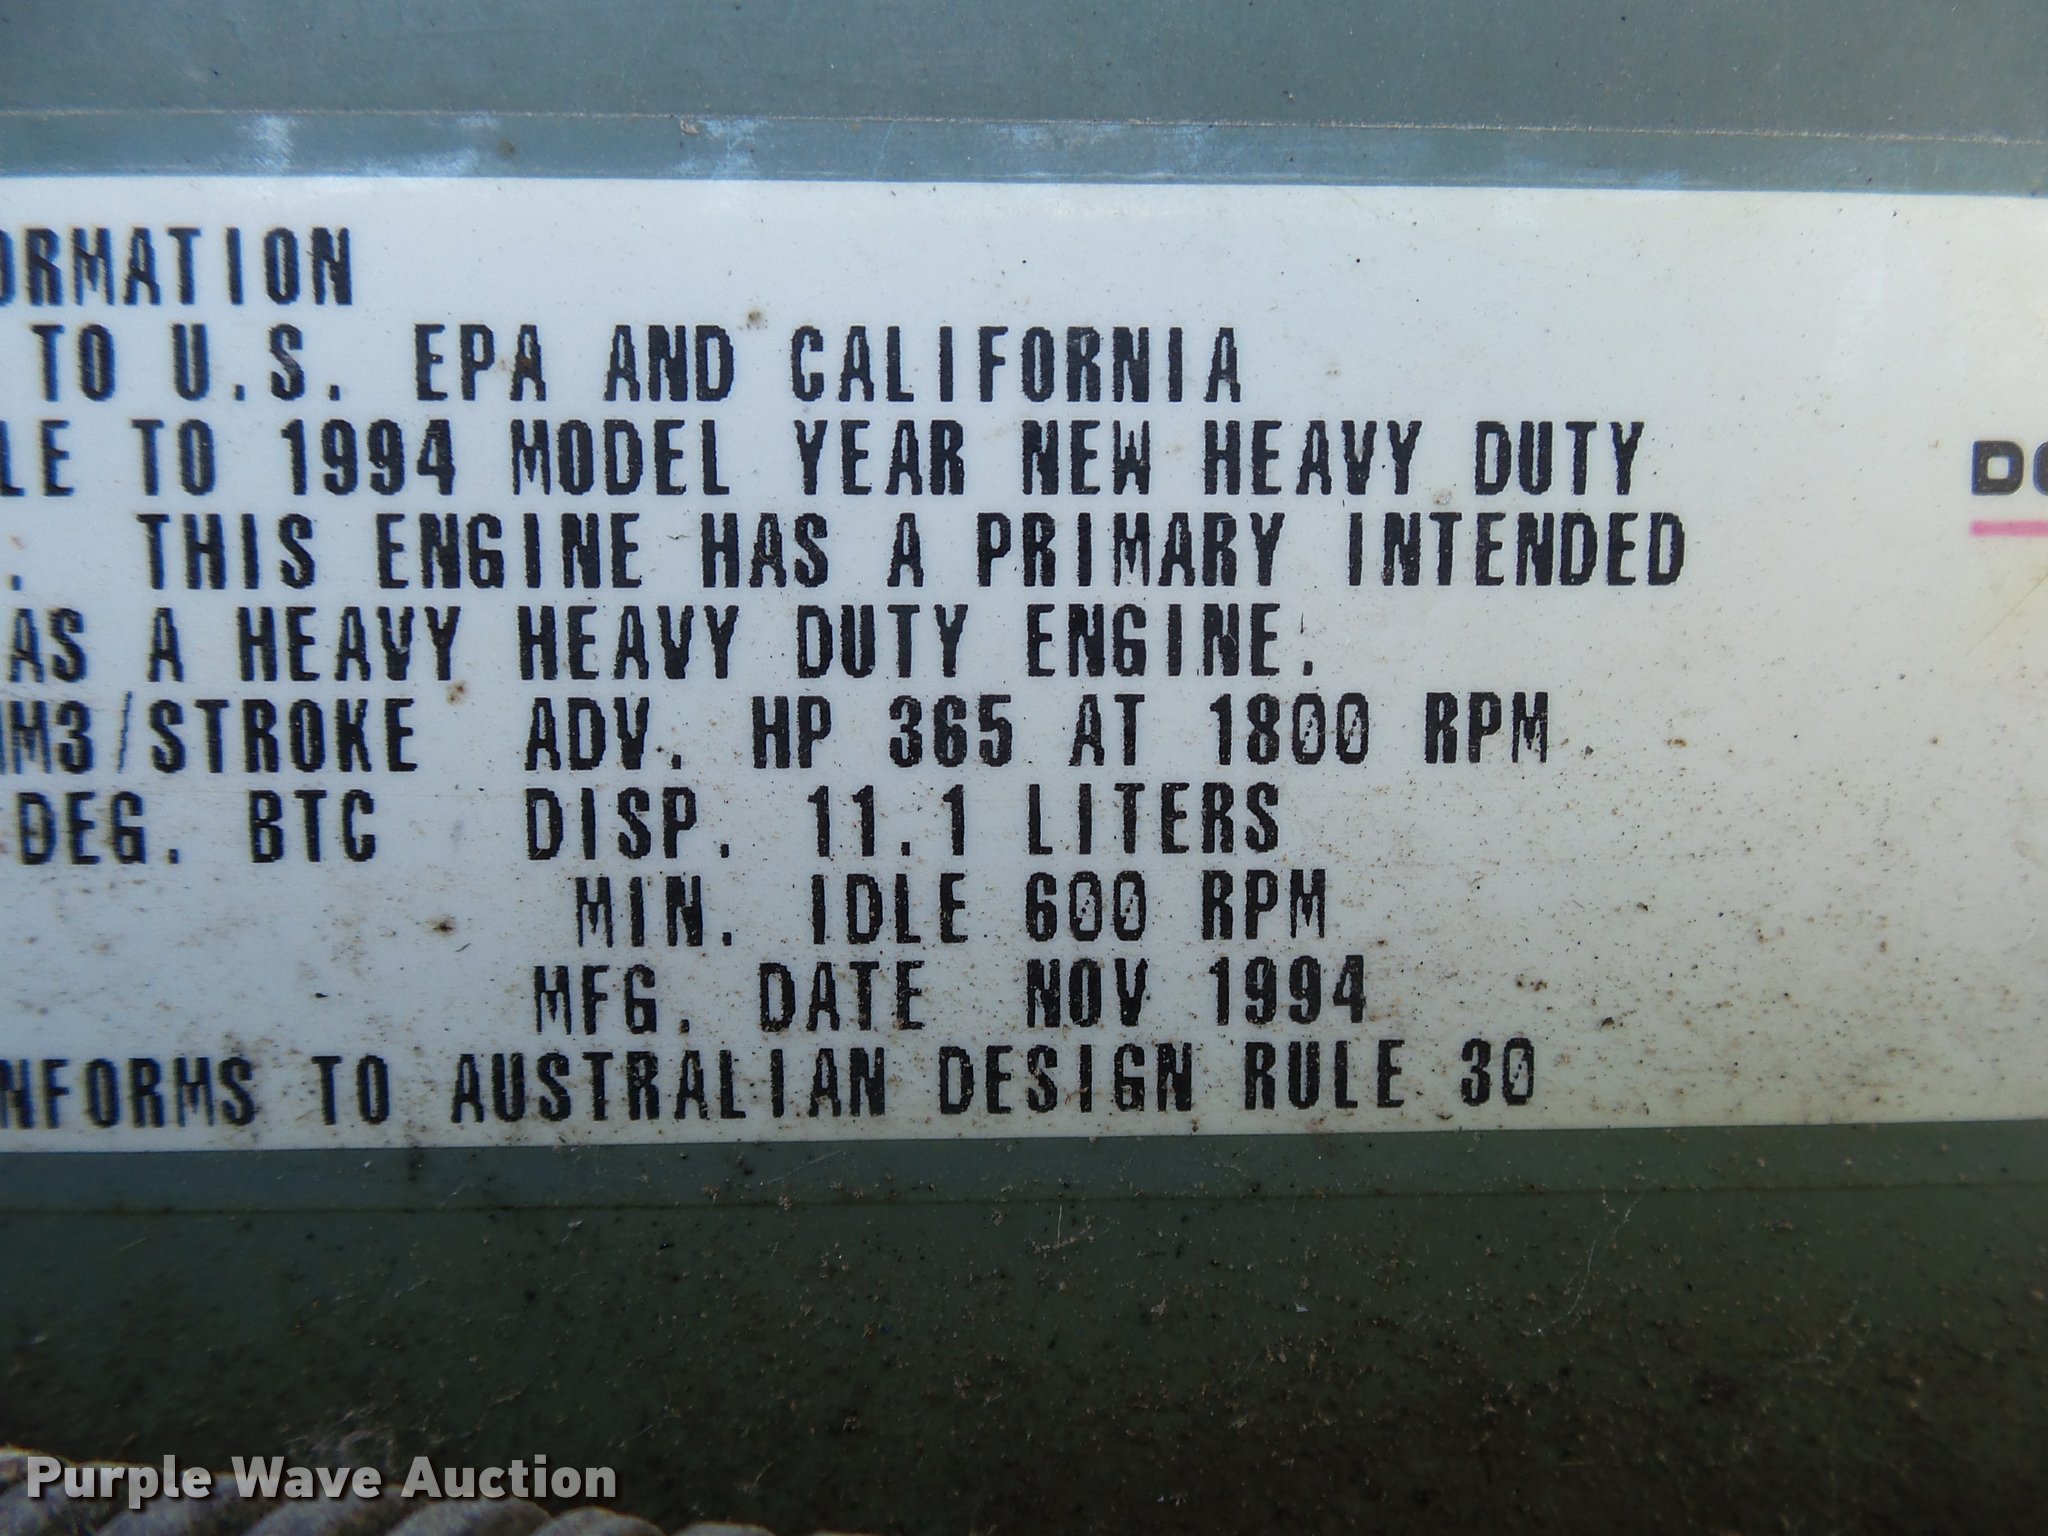 ORMATION
TO U.S. EPA AND CALIFORNIA
LE TO 1994 MODEL YEAR NEW HEAVY DUTY
. THIS ENGINE HAS A PRIMARY INTENDED
AS A HEAVY HEAVY DUTY ENGINE.
MM3/STROKE ADV. HP 365 AT 1800 RPM
DEG. BTC DISP. 11.1 LITERS
MIN. IDLE 600 RPM
MFG. DATE NOV 1994
NFORMS TO AUSTRALIAN DESIGN RULE 30
Purple Wave Auction